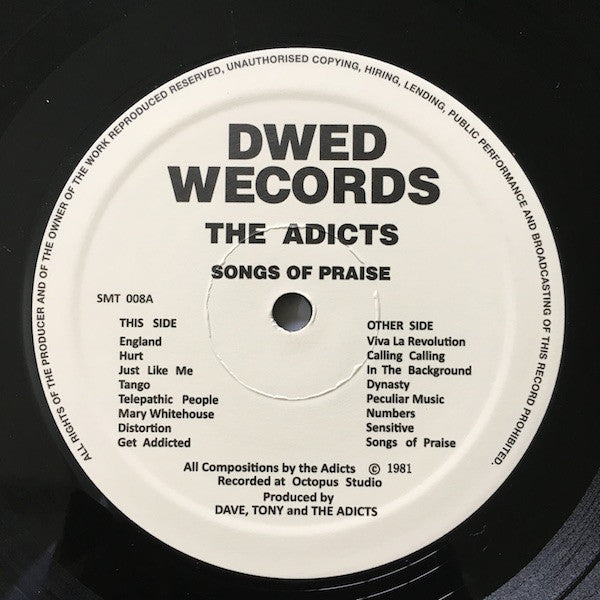 ALL RIGHTS OF THE PRODUCER AND OF THE OWNER OF THE WORK REPRODUCED RESERVED, UNAUTHORISED COPYING, HIRING, LENDING, PUBLIC PERFORMANCE AND BROADCASTING OF THIS RECORD PROHIBITED.
DWED
WECORDS
THE ADICTS
SONGS OF PRAISE
SMT 008A
THIS SIDE
England
Hurt
Just Like Me
Tango
Telepathic People
Mary Whitehouse
Distortion
Get Addicted
OTHER SIDE
Viva La Revolution
Calling Calling
In The Background
Dynasty
Peculiar Music
Numbers
Sensitive
Songs of Praise
All Compositions by the Adicts © 1981
Recorded at Octopus Studio
Produced by
DAVE, TONY and THE ADICTS